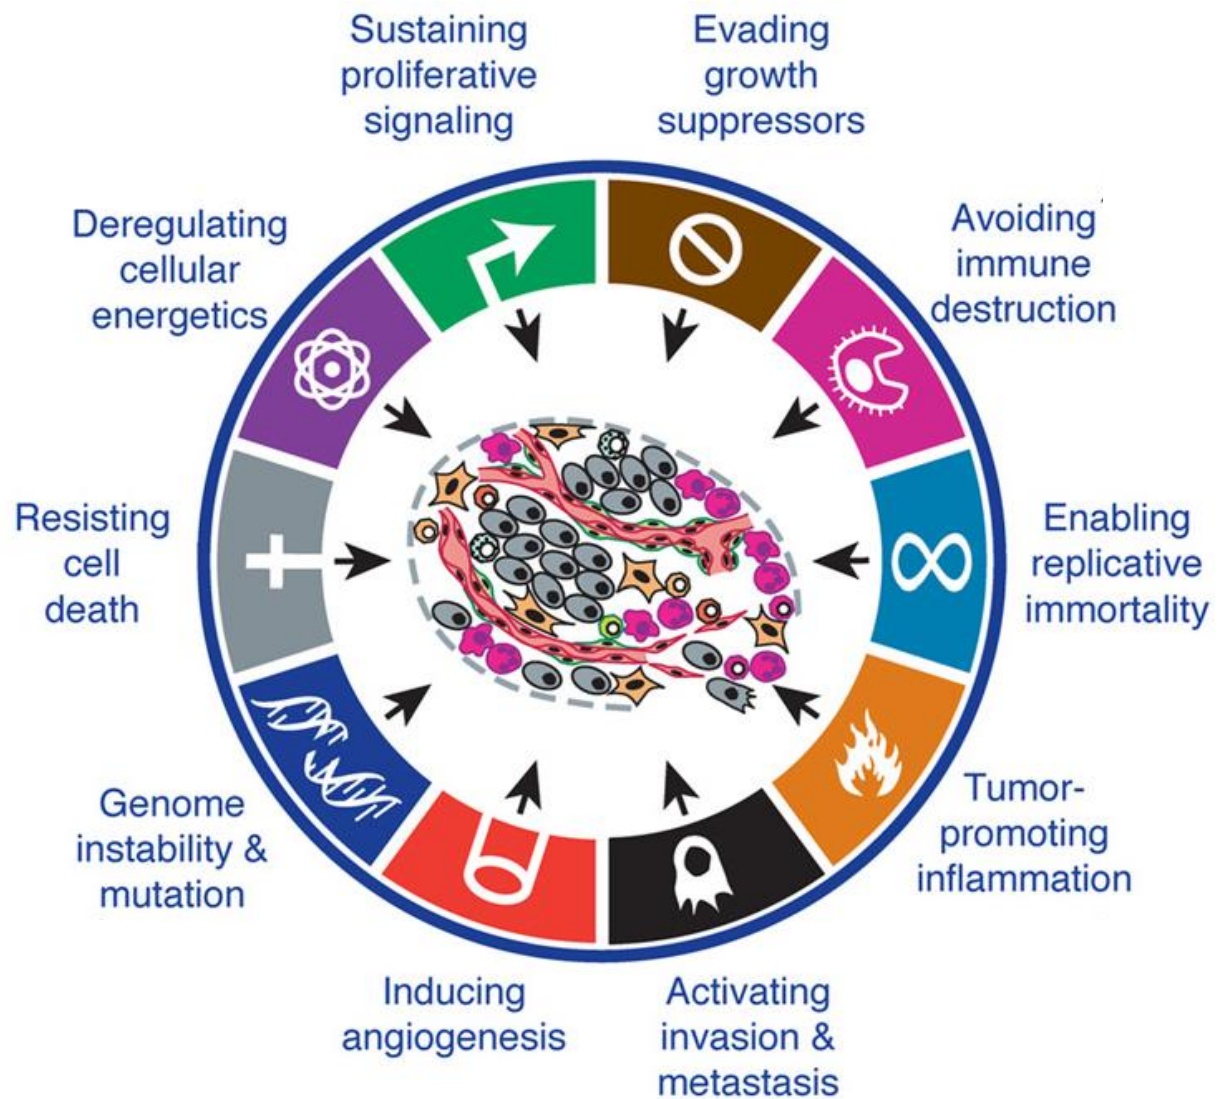 Sustaining
proliferative
signaling
Evading
growth
suppressors
Avoiding
immune
destruction
Enabling
replicative
immortality
Tumor-
promoting
inflammation
Activating
invasion &
metastasis
Inducing
angiogenesis
Genome
instability &
mutation
Resisting
cell
death
Deregulating
cellular
energetics